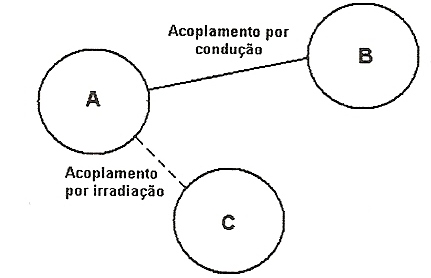 Acoplamento por
condução
B
A
Acoplamento
por irradiação
C